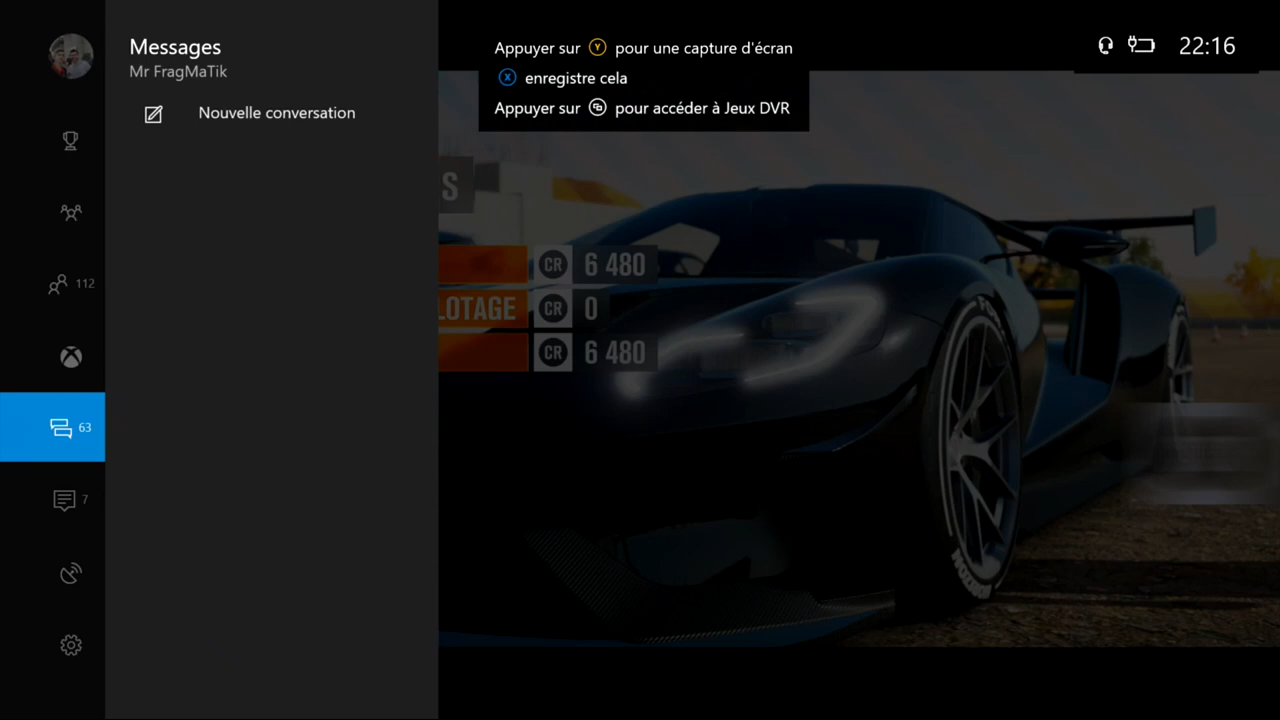 Messages
Mr FragMaTik
Nouvelle conversation
112
63
7
Appuyer sur Y pour une capture d'écran
X enregistre cela
Appuyer sur pour accéder à Jeux DVR
22:16
S
CR 6 480
LOTAGE CR 0
CR 6 480
HORIZON